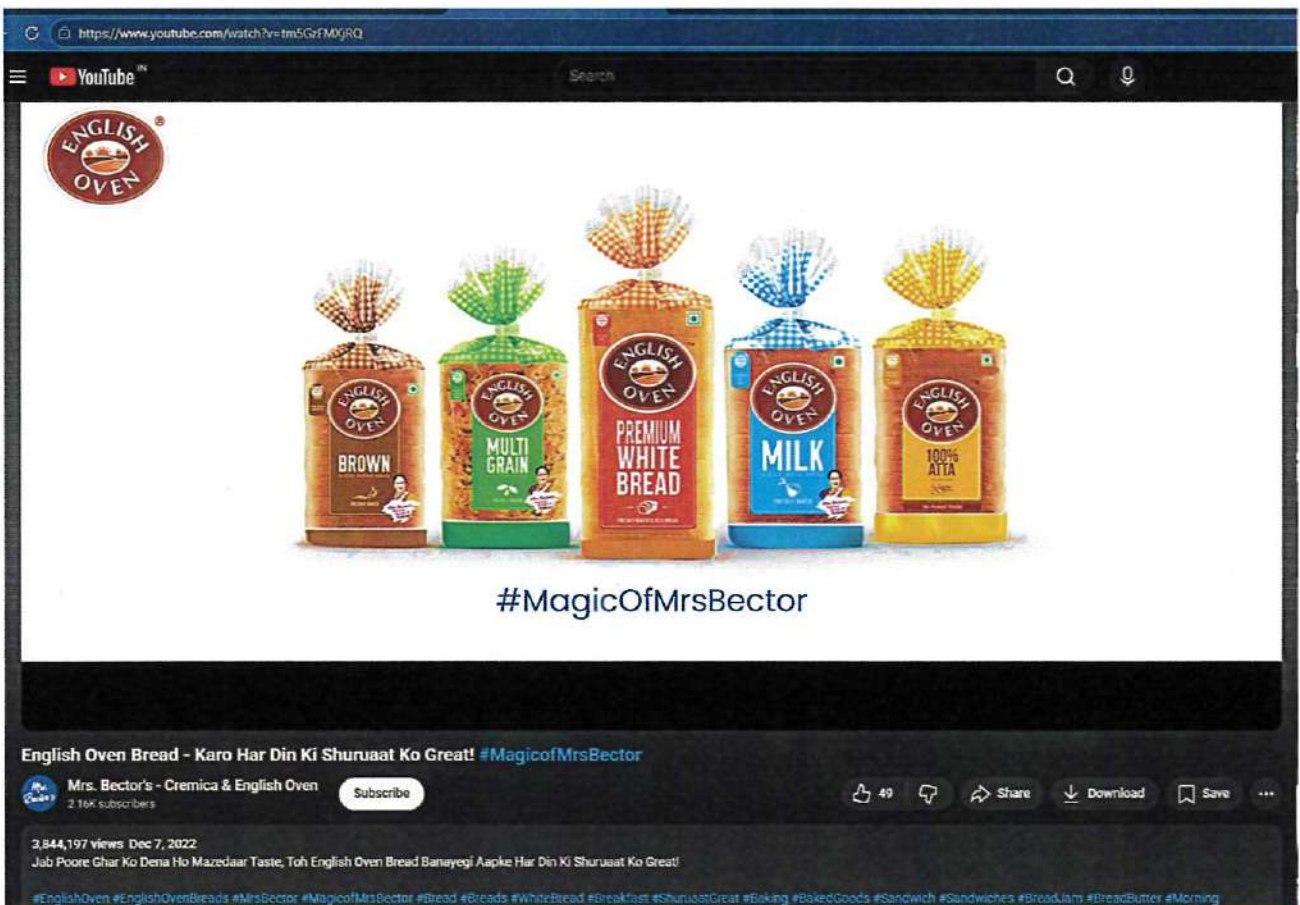 https://www.youtube.com/watch?v=tm5GzFMXjRQ
YouTube IN
Search
ENGLISH OVEN ®
ENGLISH OVEN
BROWN
ENGLISH OVEN
MULTI
GRAIN
ENGLISH OVEN
PREMIUM
WHITE
BREAD
ENGLISH OVEN
MILK
ENGLISH OVEN
100%
ATTA
#MagicOfMrsBector
English Oven Bread - Karo Har Din Ki Shuruaat Ko Great! #MagicofMrsBector
Mrs. Bector's
Mrs. Bector's - Cremica & English Oven
2.16K subscribers
Subscribe
49
Share
Download
Save
3,844,197 views Dec 7, 2022
Jab Poore Ghar Ko Dena Ho Mazedaar Taste, Toh English Oven Bread Banayegi Aapke Har Din Ki Shuruaat Ko Great!
#EnglishOven #EnglishOvenBreads #MrsBector #MagicofMrsBector #Bread #Breads #WhiteBread #Breakfast #ShuruaatGreat #Baking #BakedGoods #Sandwich #Sandwiches #BreadJam #BreadButter #Morning